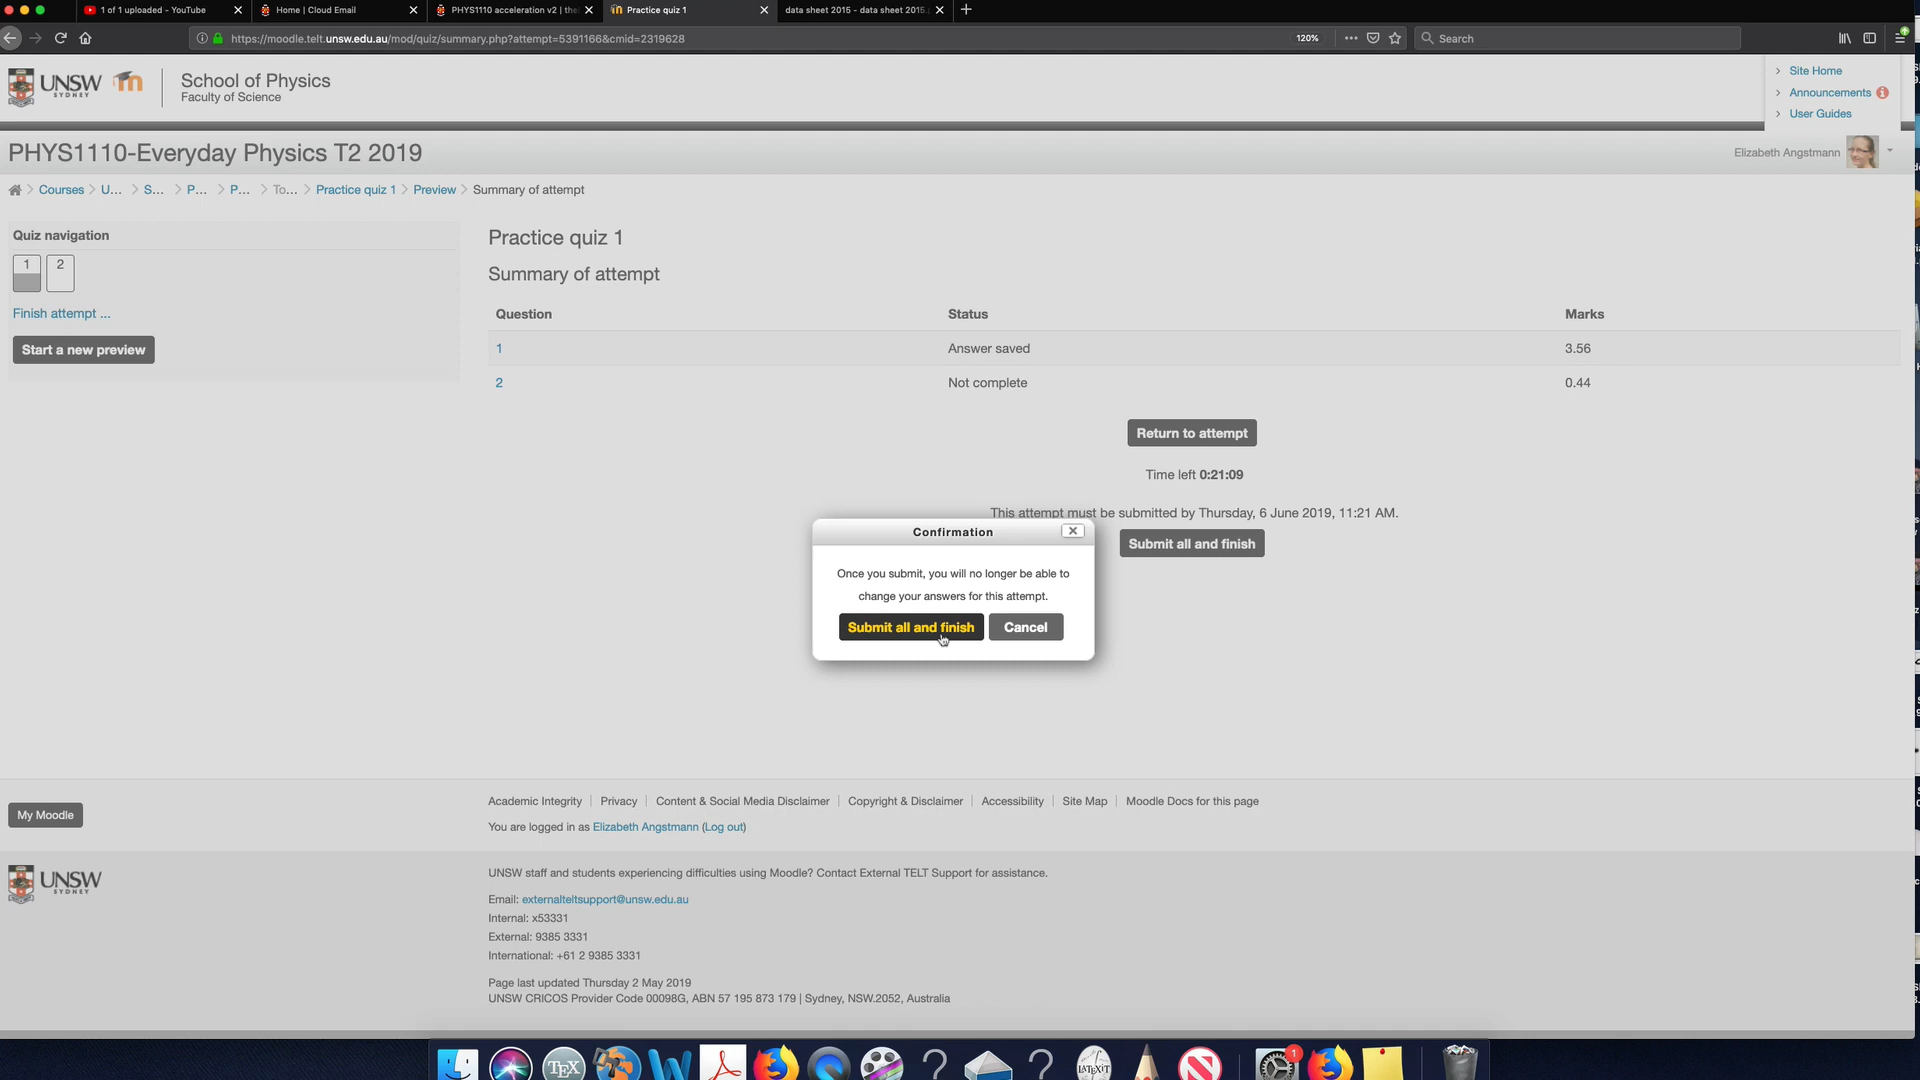 1 of 1 uploaded - YouTube
Home | Cloud Email
PHYS1110 acceleration v2 | the
Practice quiz 1
data sheet 2015 - data sheet 2015.
https://moodle.telt.unsw.edu.au/mod/quiz/summary.php?attempt=5391166&cmid=2319628
120%
Search
UNSW
SYDNEY
School of Physics
Faculty of Science
Site Home
Announcements
User Guides
PHYS1110-Everyday Physics T2 2019
Elizabeth Angstmann
Courses
U...
S...
P...
P...
To...
Practice quiz 1
Preview
Summary of attempt
Quiz navigation
1
2
Finish attempt ...
Start a new preview
Practice quiz 1
Summary of attempt
Question Status Marks
1 Answer saved 3.56
2 Not complete 0.44
Return to attempt
Time left 0:21:09
This attempt must be submitted by Thursday, 6 June 2019, 11:21 AM.
Submit all and finish
Confirmation
Once you submit, you will no longer be able to
change your answers for this attempt.
Submit all and finish
Cancel
My Moodle
Academic Integrity
Privacy
Content & Social Media Disclaimer
Copyright & Disclaimer
Accessibility
Site Map
Moodle Docs for this page
You are logged in as Elizabeth Angstmann (Log out)
UNSW
SYDNEY
UNSW staff and students experiencing difficulties using Moodle? Contact External TELT Support for assistance.
Email: externalteltsupport@unsw.edu.au
Internal: x53331
External: 9385 3331
International: +61 2 9385 3331
Page last updated Thursday 2 May 2019
UNSW CRICOS Provider Code 00098G, ABN 57 195 873 179 | Sydney, NSW.2052, Australia
TEX
LATEXiT
1